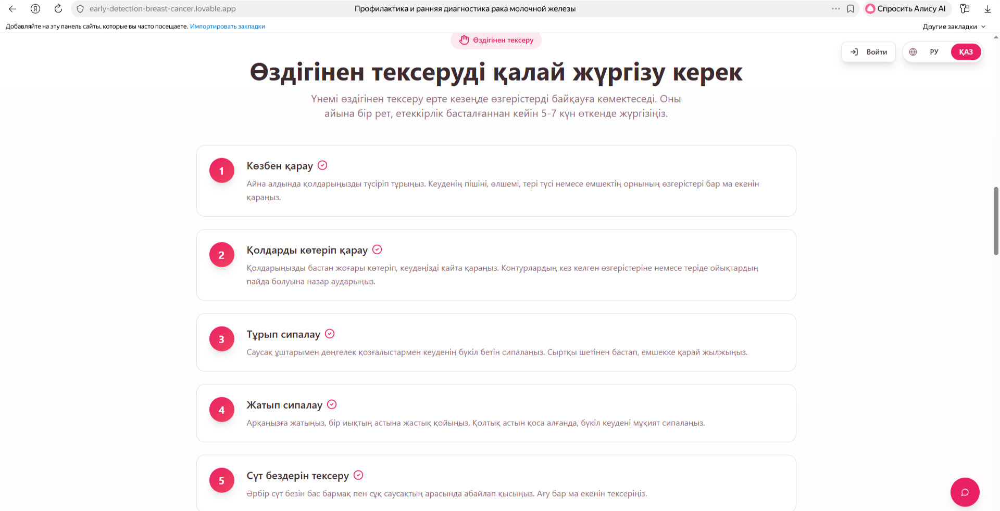 early-detection-breast-cancer.lovable.app
Профилактика и ранняя диагностика рака молочной железы
Спросить Алису AI
Добавляйте на эту панель сайты, которые вы часто посещаете. Импортировать закладки
Другие закладки
Өздігінен тексеру
Войти
РУ
ҚАЗ
Өздігінен тексеруді қалай жүргізу керек
Үнемі өздігінен тексеру ерте кезеңде өзгерістерді байқауға көмектеседі. Оны
айына бір рет, етеккірлік басталғаннан кейін 5-7 күн өткенде жүргізіңіз.
1
Көзбен қарау
Айна алдында қолдарыңызды түсіріп тұрыңыз. Кеуденің пішіні, өлшемі, тері түсі немесе емшектің орнының өзгерістері бар ма екенін
қараңыз.
2
Қолдарды көтеріп қарау
Қолдарыңызды бастан жоғары көтеріп, кеудеңізді қайта қараңыз. Контурлардың кез келген өзгерістеріне немесе теріде ойықтардың
пайда болуына назар аударыңыз.
3
Тұрып сипалау
Саусақ ұштарымен дөңгелек қозғалыстармен кеуденің бүкіл бетін сипалаңыз. Сыртқы шетінен бастап, емшекке қарай жылжыңыз.
4
Жатып сипалау
Арқаңызға жатыңыз, бір иықтың астына жастық қойыңыз. Қолтық астын қоса алғанда, бүкіл кеудені мұқият сипалаңыз.
5
Сүт бездерін тексеру
Әрбір сүт безін бас бармақ пен сұқ саусақтың арасында абайлап қысыңыз. Ағу бар ма екенін тексеріңіз.